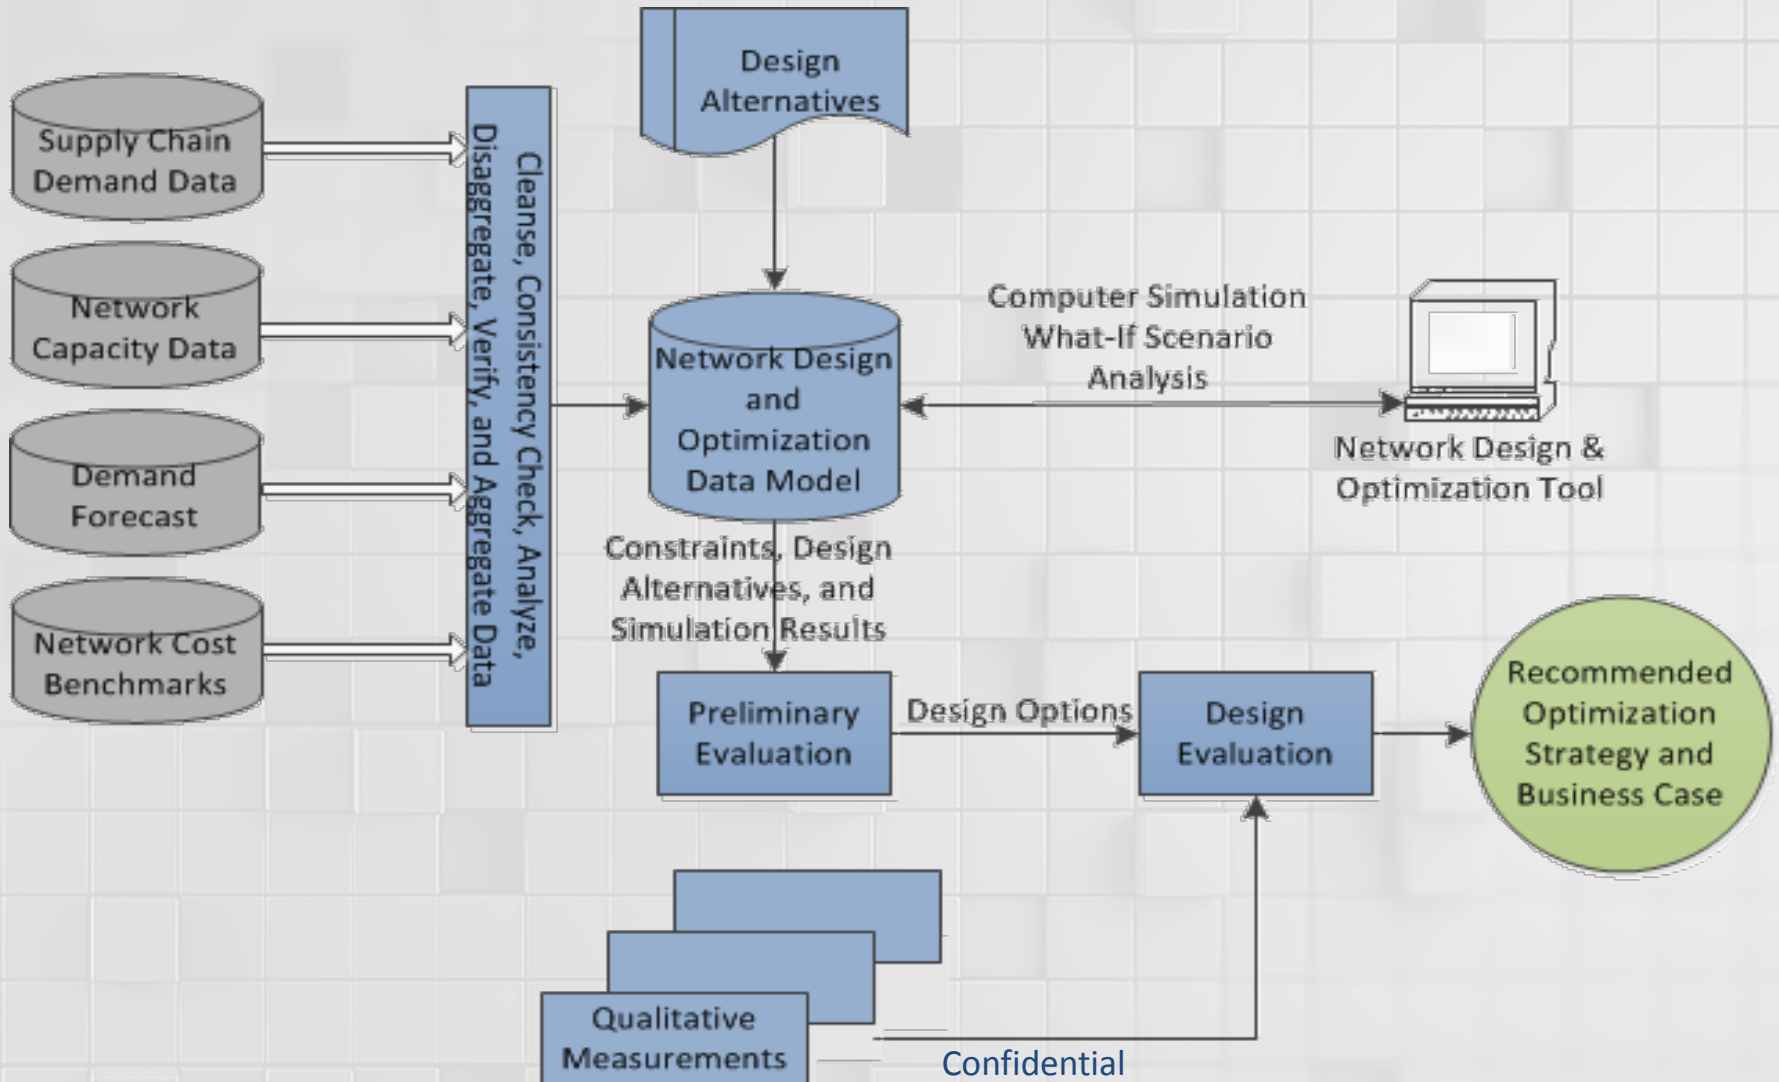 Design
Alternatives
Supply Chain
Demand Data
Network
Capacity Data
Demand
Forecast
Network Cost
Benchmarks
Cleanse, Consistency Check, Analyze,
Disaggregate, Verify, and Aggregate Data
Network Design
and
Optimization
Data Model
Computer Simulation
What-If Scenario
Analysis
Network Design &
Optimization Tool
Constraints, Design
Alternatives, and
Simulation Results
Preliminary
Evaluation
Design Options
Design
Evaluation
Recommended
Optimization
Strategy and
Business Case
Qualitative
Measurements
Confidential